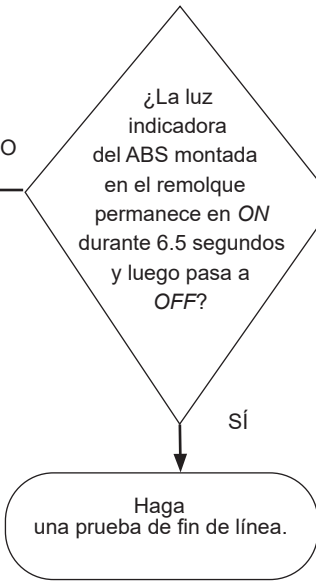 ¿La luz
indicadora
del ABS montada
en el remolque
permanece en ON
durante 6.5 segundos
y luego pasa a
OFF?
O
SÍ
Haga
una prueba de fin de línea.